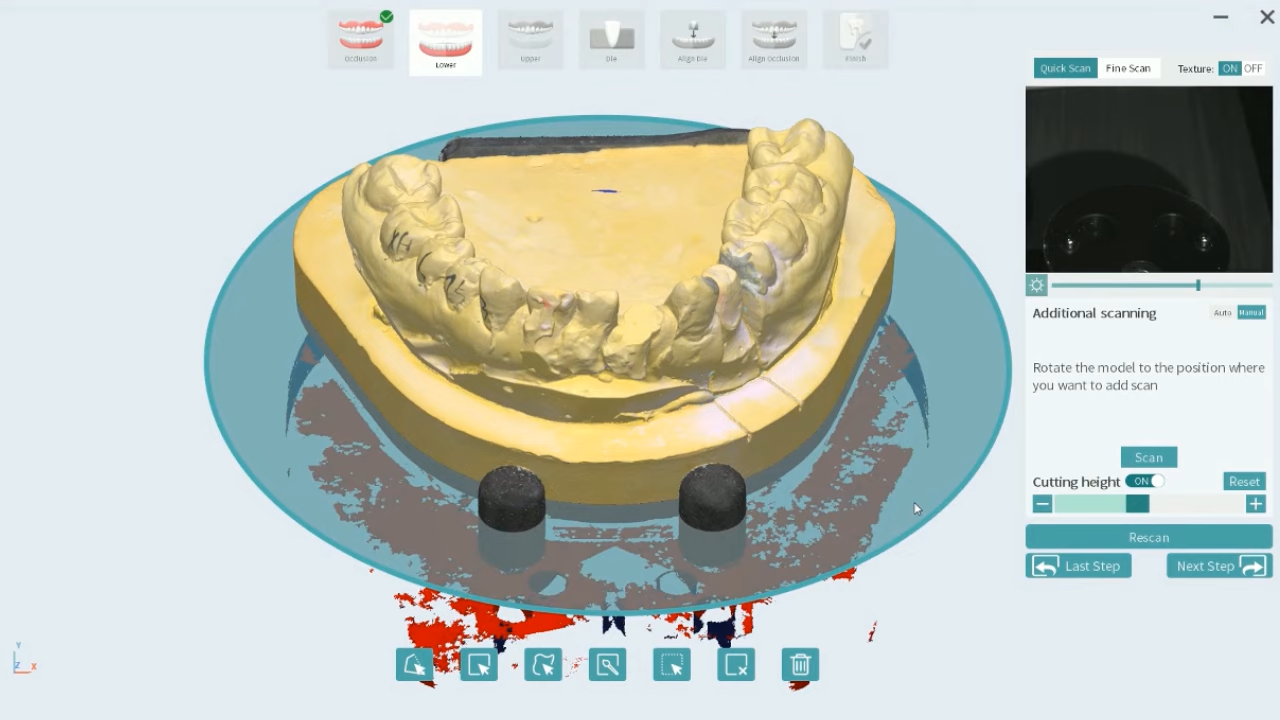 Occlusion
Lower
Upper
Die
Align Die
Align Occlusion
Finish
Quick Scan
Fine Scan
Texture: ON OFF
Additional scanning
Auto
Manual
Rotate the model to the position where
you want to add scan
Scan
Cutting height
ON
Reset
Rescan
Last Step
Next Step
Y
Z
X